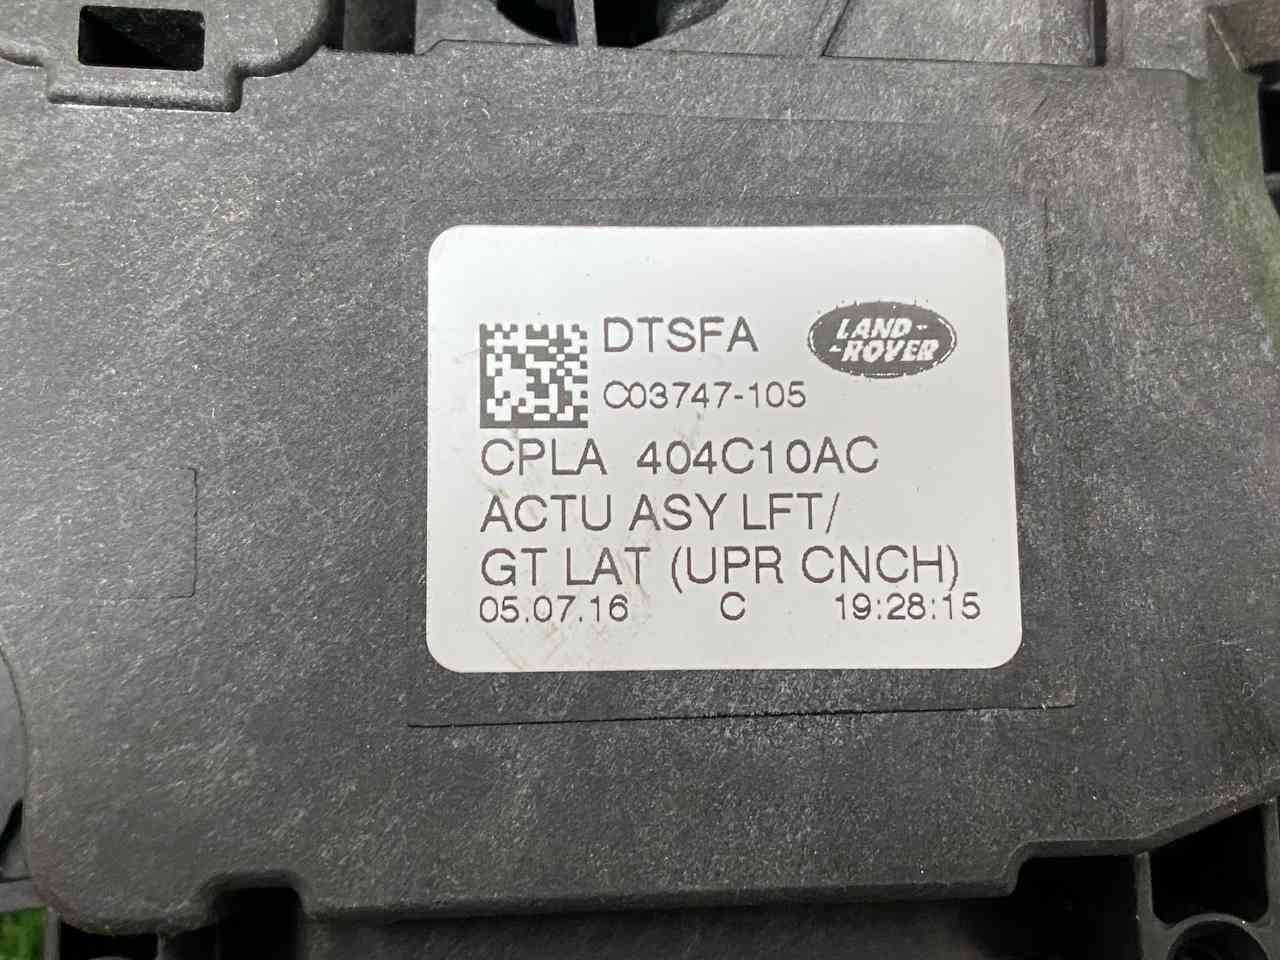 DTSFA
LAND-
-ROVER
C03747-105
CPLA 404C10AC
ACTU ASY LFT/
GT LAT (UPR CNCH)
05.07.16 C 19:28:15